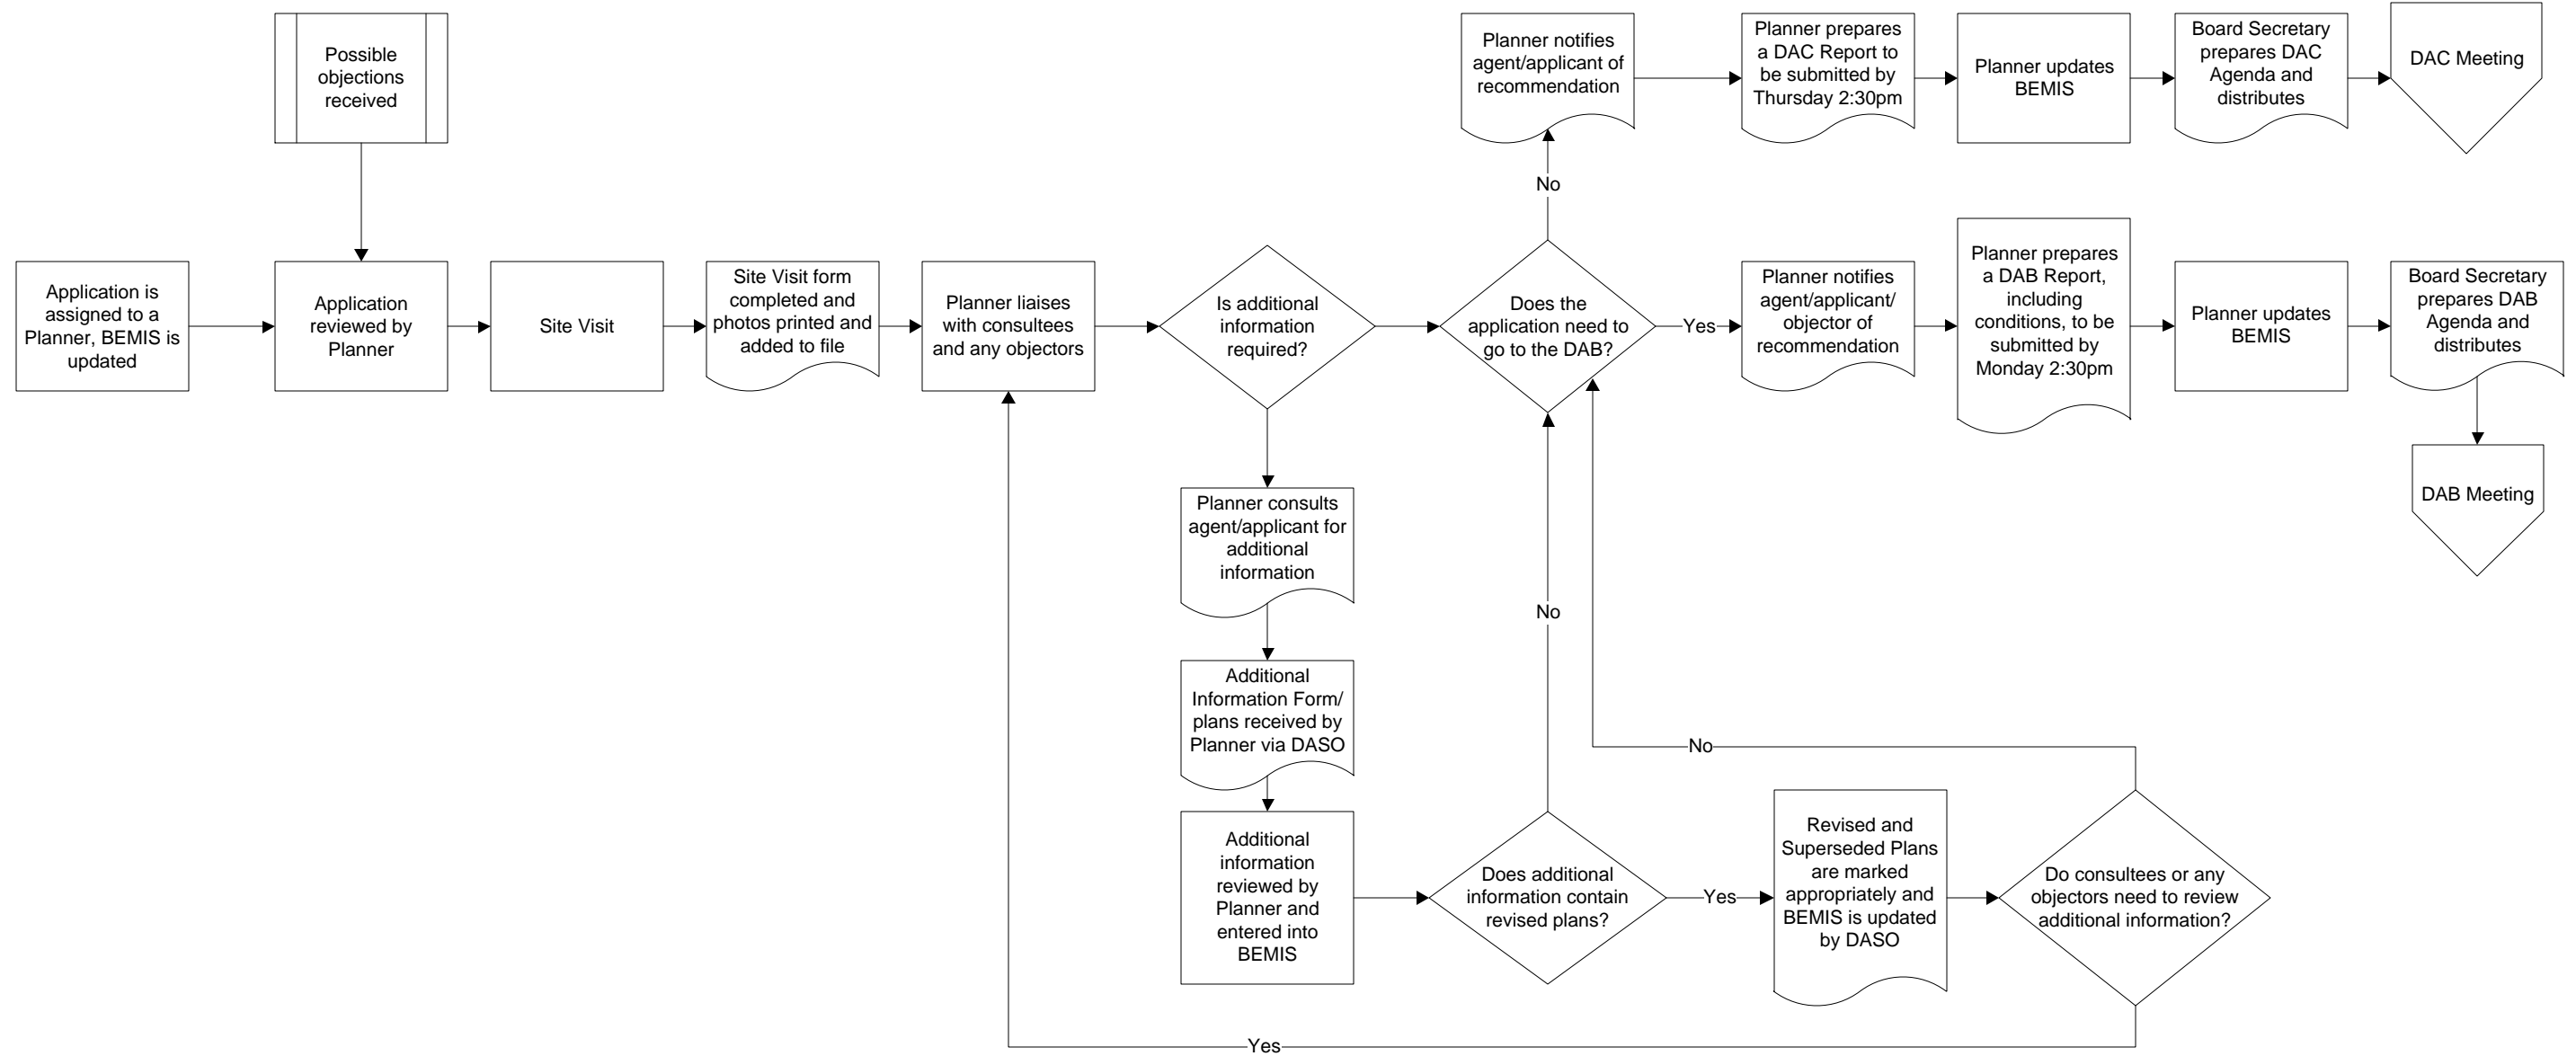 Possible
objections
received
Planner notifies
agent/applicant of
recommendation
Planner prepares
a DAC Report to
be submitted by
Thursday 2:30pm
Planner updates
BEMIS
Board Secretary
prepares DAC
Agenda and
distributes
DAC Meeting
No
Application is
assigned to a
Planner, BEMIS is
updated
Application
reviewed by
Planner
Site Visit
Site Visit form
completed and
photos printed and
added to file
Planner liaises
with consultees
and any objectors
Is additional
information
required?
Does the
application need to
go to the DAB?
Yes
Planner notifies
agent/applicant/
objector of
recommendation
Planner prepares
a DAB Report,
including
conditions, to be
submitted by
Monday 2:30pm
Planner updates
BEMIS
Board Secretary
prepares DAB
Agenda and
distributes
DAB Meeting
Planner consults
agent/applicant for
additional
information
No
Additional
Information Form/
plans received by
Planner via DASO
No
Additional
information
reviewed by
Planner and
entered into
BEMIS
Does additional
information contain
revised plans?
Yes
Revised and
Superseded Plans
are marked
appropriately and
BEMIS is updated
by DASO
Do consultees or any
objectors need to review
additional information?
Yes